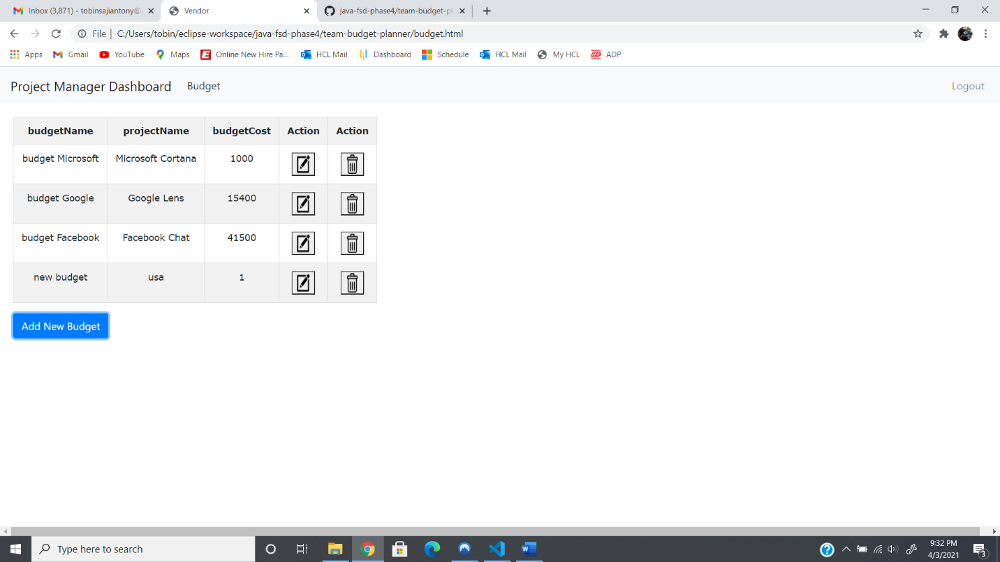 Inbox (3,871) - tobinsajiantony@
Vendor
java-fsd-phase4/team-budget-pl
File | C:/Users/tobin/eclipse-workspace/java-fsd-phase4/team-budget-planner/budget.html
Apps Gmail YouTube Maps Online New Hire Pa... HCL Mail Dashboard Schedule HCL Mail My HCL ADP
Project Manager Dashboard Budget Logout
budgetName projectName budgetCost Action Action
budget Microsoft Microsoft Cortana 1000
budget Google Google Lens 15400
budget Facebook Facebook Chat 41500
new budget usa 1
Add New Budget
Type here to search
9:32 PM
4/3/2021
3